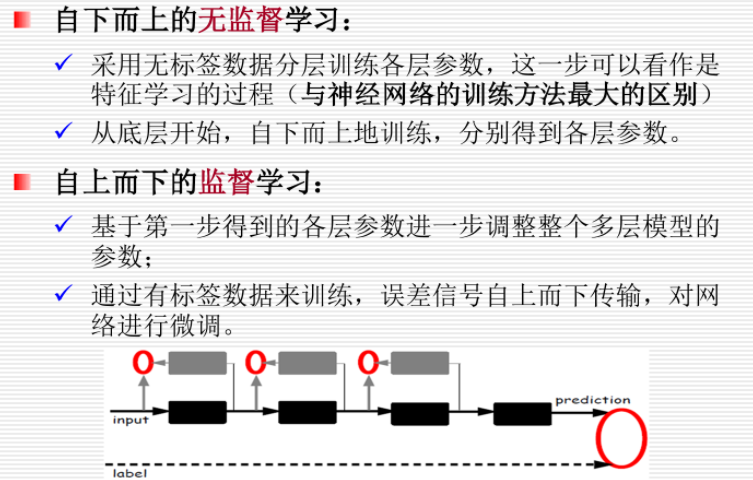 自下而上的无监督学习：
采用无标签数据分层训练各层参数，这一步可以看作是
特征学习的过程（与神经网络的训练方法最大的区别）
从底层开始，自下而上地训练，分别得到各层参数。
自上而下的监督学习：
基于第一步得到的各层参数进一步调整整个多层模型的
参数；
通过有标签数据来训练，误差信号自上而下传输，对网
络进行微调。
prediction
input
label